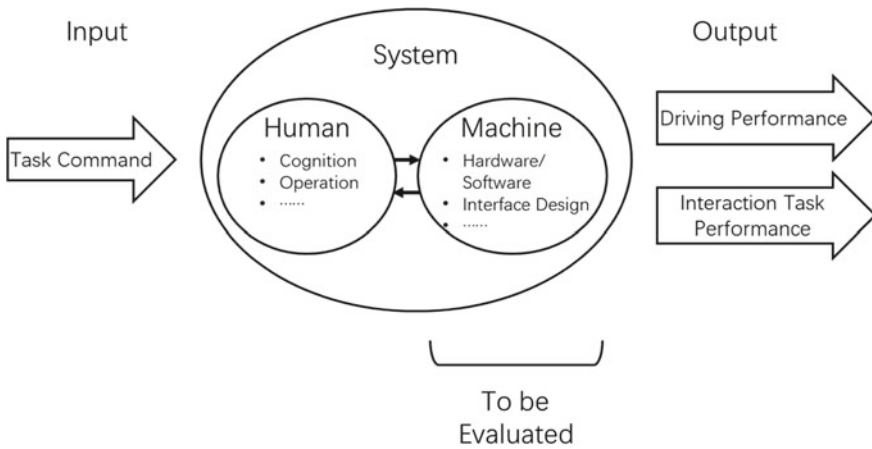 Input
System
Output
Task Command
Human
• Cognition
• Operation
• ......
Machine
• Hardware/
Software
• Interface Design
• ......
Driving Performance
Interaction Task
Performance
To be
Evaluated